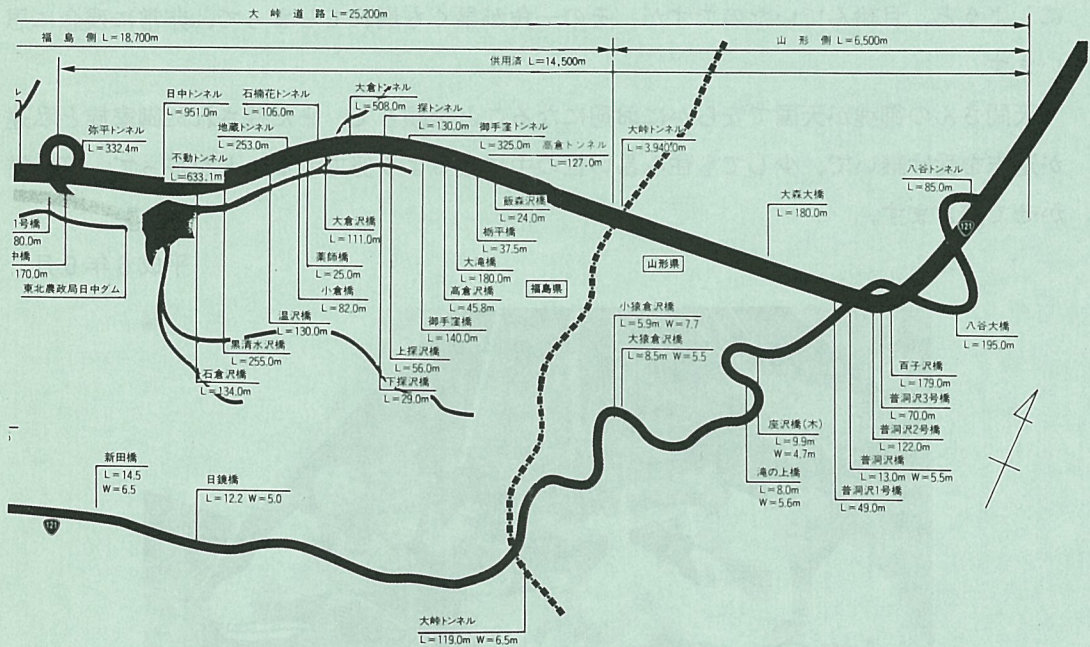 大峠道路 L=25,200m
福島側 L=18,700m
山形側 L=6,500m
供用済 L=14,500m
日中トンネル
L=951.0m
石楠花トンネル
L=106.0m
大倉トンネル
L=508.0m
探トンネル
L=130.0m
弥平トンネル
L=332.4m
地蔵トンネル
L=253.0m
御手窪トンネル
L=325.0m
高倉トンネル
L=127.0m
大峠トンネル
L=3,940.0m
不動トンネル
L=633.1m
八谷トンネル
L=85.0m
飯森沢橋
L=24.0m
大森大橋
L=180.0m
1号橋
80.0m
中橋
170.0m
東北農政局日中ダム
大倉沢橋
L=111.0m
栃平橋
L=37.5m
薬師橋
L=25.0m
大滝橋
L=180.0m
山形県
福島県
小倉橋
L=82.0m
高倉沢橋
L=45.8m
温沢橋
L=130.0m
御手窪橋
L=140.0m
小猿倉沢橋
L=5.9m W=7.7
大猿倉沢橋
L=8.5m W=5.5
八谷大橋
L=195.0m
黒清水沢橋
L=255.0m
上探沢橋
L=56.0m
百子沢橋
L=179.0m
石倉沢橋
L=134.0m
下探沢橋
L=29.0m
普洞沢3号橋
L=70.0m
普洞沢2号橋
L=122.0m
座沢橋(木)
L=9.9m
W=4.7m
普洞沢橋
L=13.0m W=5.5m
滝の上橋
L=8.0m
W=5.6m
普洞沢1号橋
L=49.0m
新田橋
L=14.5
W=6.5
日鏡橋
L=12.2 W=5.0
121
121
大峠トンネル
L=119.0m W=6.5m